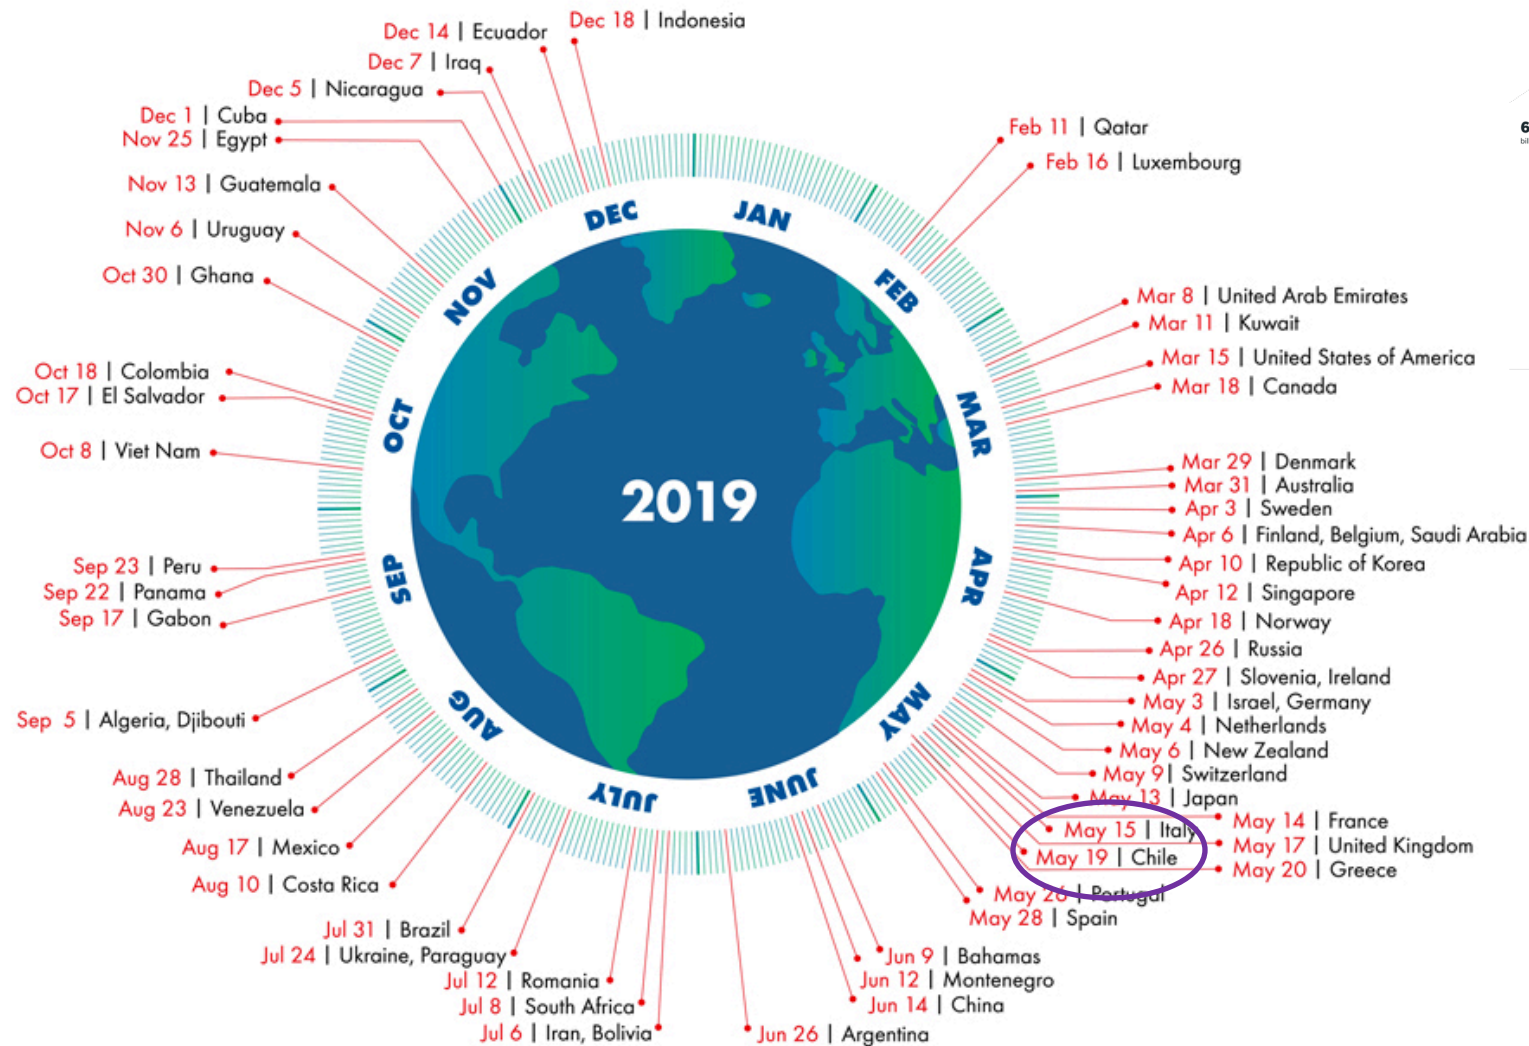 Dec 18 | Indonesia
Dec 14 | Ecuador
Dec 7 | Iraq
Dec 5 | Nicaragua
Dec 1 | Cuba
Nov 25 | Egypt
Nov 13 | Guatemala
Nov 6 | Uruguay
Oct 30 | Ghana
Oct 18 | Colombia
Oct 17 | El Salvador
Oct 8 | Viet Nam
Sep 23 | Peru
Sep 22 | Panama
Sep 17 | Gabon
Sep 5 | Algeria, Djibouti
Aug 28 | Thailand
Aug 23 | Venezuela
Aug 17 | Mexico
Aug 10 | Costa Rica
Jul 31 | Brazil
Jul 24 | Ukraine, Paraguay
Jul 12 | Romania
Jul 8 | South Africa
Jul 6 | Iran, Bolivia
Feb 11 | Qatar
Feb 16 | Luxembourg
Mar 8 | United Arab Emirates
Mar 11 | Kuwait
Mar 15 | United States of America
Mar 18 | Canada
Mar 29 | Denmark
Mar 31 | Australia
Apr 3 | Sweden
Apr 6 | Finland, Belgium, Saudi Arabia
Apr 10 | Republic of Korea
Apr 12 | Singapore
Apr 18 | Norway
Apr 26 | Russia
Apr 27 | Slovenia, Ireland
May 3 | Israel, Germany
May 4 | Netherlands
May 6 | New Zealand
May 9 | Switzerland
May 13 | Japan
May 14 | France
May 15 | Italy
May 17 | United Kingdom
May 19 | Chile
May 20 | Greece
May 26 | Portugal
May 28 | Spain
Jun 9 | Bahamas
Jun 12 | Montenegro
Jun 14 | China
Jun 26 | Argentina
JAN
FEB
MAR
APR
MAY
JUNE
JULY
AUG
SEP
OCT
NOV
DEC
2019
6
bil